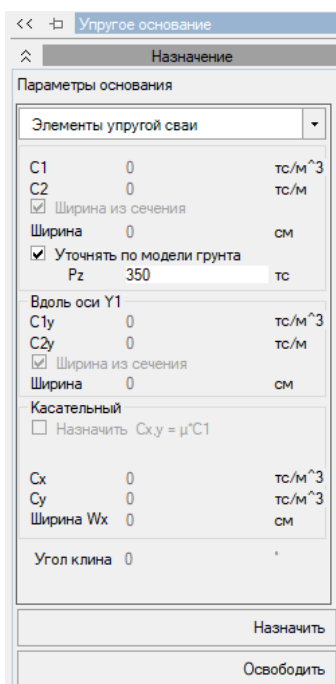 << Упругое основание
Назначение
Параметры основания
Элементы упругой сваи
C1 0 тс/м^3
C2 0 тс/м
Ширина из сечения
Ширина 0 см
Уточнять по модели грунта
Pz 350 тс
Вдоль оси Y1
C1y 0 тс/м^3
C2y 0 тс/м
Ширина из сечения
Ширина 0 см
Касательный
Назначить Cx,y = µ*C1
Cx 0 тс/м^3
Cy 0 тс/м^3
Ширина Wx 0 см
Угол клина 0 °
Назначить
Освободить